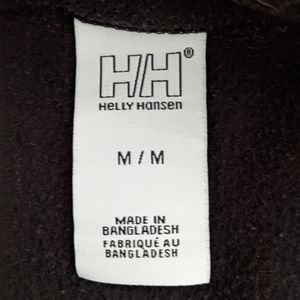 HH®
HELLY HANSEN
M / M
MADE IN
BANGLADESH
FABRIQUÉ AU
BANGLADESH